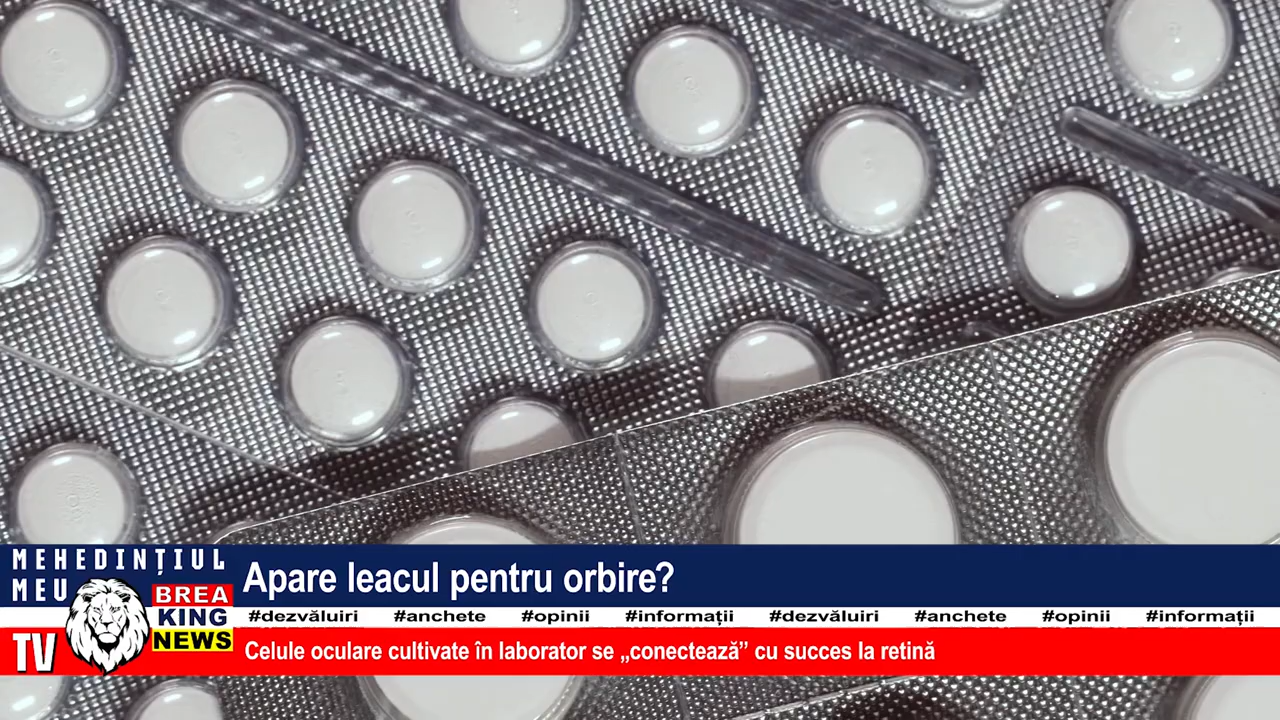 MEHEDINȚIUL
MEU
BREA
KING
NEWS
TV
Apare leacul pentru orbire?
#dezvăluiri #anchete #opinii #informații #dezvăluiri #anchete #opinii #informații
Celule oculare cultivate în laborator se „conectează” cu succes la retină